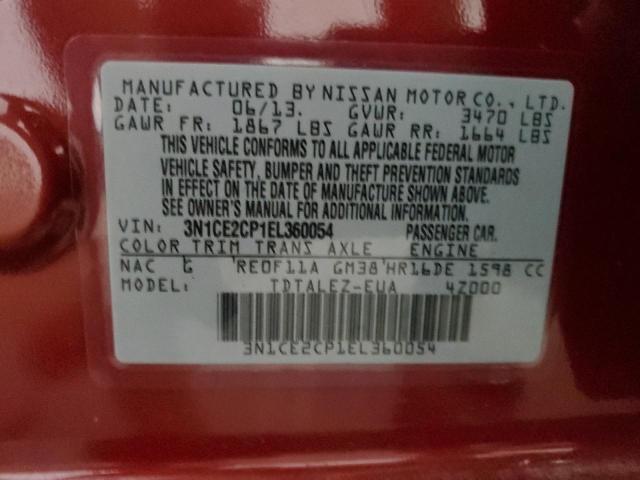 MANUFACTURED BY NISSAN MOTOR CO., LTD.
DATE: 06/13. GVWR: 3470 LBS
GAWR FR: 1867 LBS GAWR RR: 1664 LBS
THIS VEHICLE CONFORMS TO ALL APPLICABLE FEDERAL MOTOR
VEHICLE SAFETY, BUMPER AND THEFT PREVENTION STANDARDS
IN EFFECT ON THE DATE OF MANUFACTURE SHOWN ABOVE.
SEE OWNER'S MANUAL FOR ADDITIONAL INFORMATION.
VIN: 3N1CE2CP1EL360054 PASSENGER CAR.
COLOR TRIM TRANS AXLE ENGINE
NAC G RE0F11A GM38 HR16DE 1598 CC
MODEL: TDTALEZ-EUA 4Z000
3N1CE2CP1EL360054